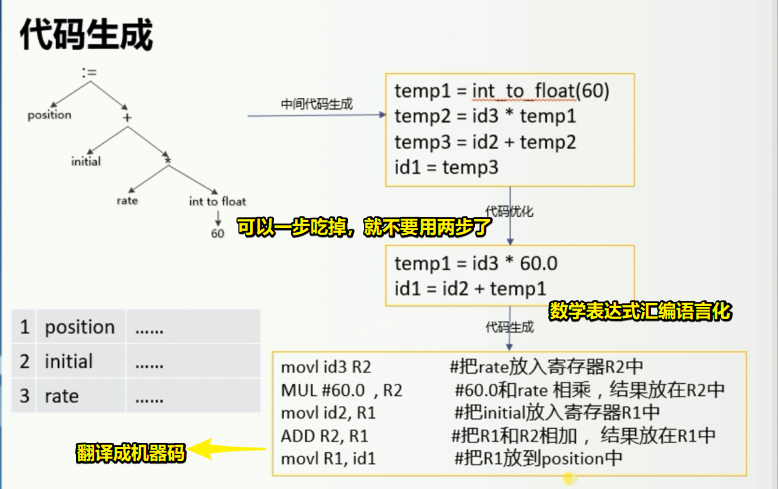 代码生成
:=
position
+
initial
*
rate
int to float
60
中间代码生成
temp1 = int_to_float(60)
temp2 = id3 * temp1
temp3 = id2 + temp2
id1 = temp3
代码优化
可以一步吃掉，就不要用两步了
temp1 = id3 * 60.0
id1 = id2 + temp1
数学表达式汇编语言化
代码生成
1 position ......
2 initial ......
3 rate ......
movl id3 R2 #把rate放入寄存器R2中
MUL #60.0 , R2 #60.0和rate 相乘，结果放在R2中
movl id2, R1 #把initial放入寄存器R1中
ADD R2, R1 #把R1和R2相加 ，结果放在R1中
movl R1, id1 #把R1放到position中
翻译成机器码